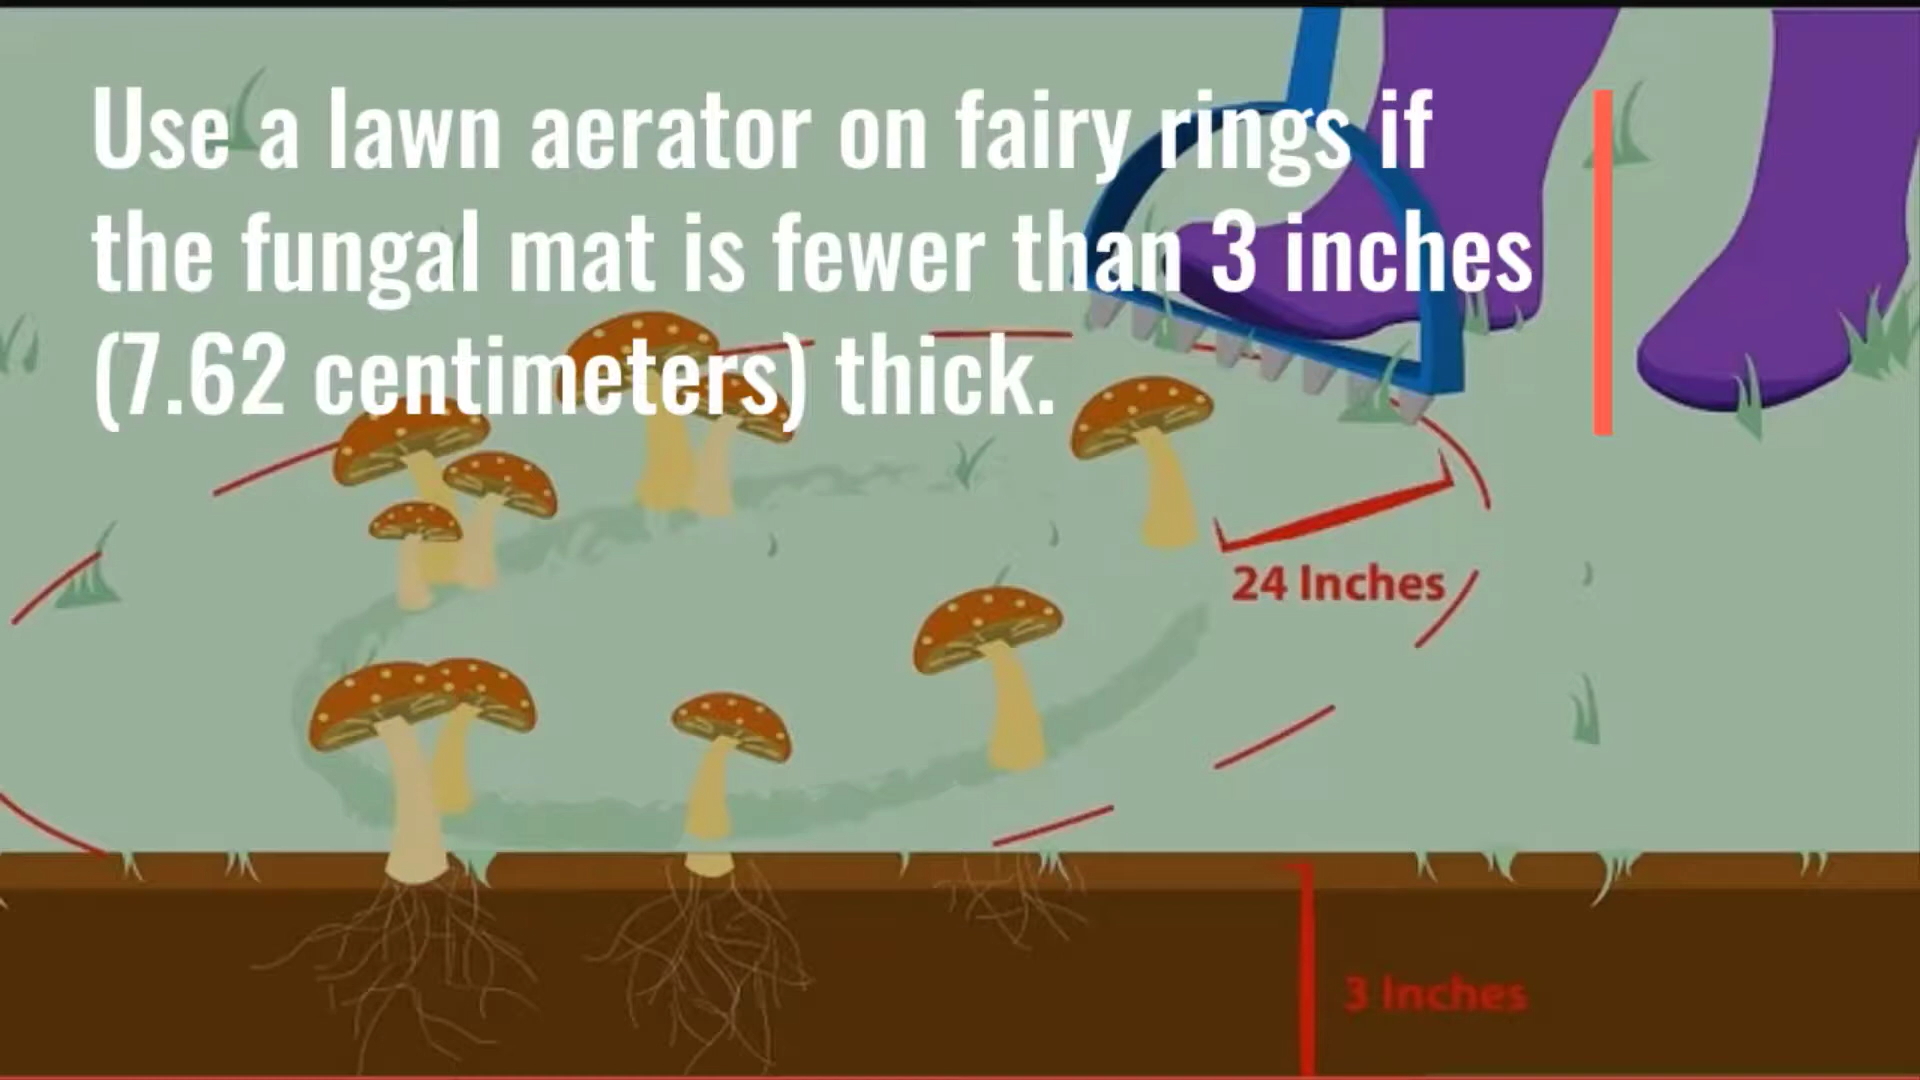 Use a lawn aerator on fairy rings if
the fungal mat is fewer than 3 inches
(7.62 centimeters) thick.
24 Inches
3 Inches